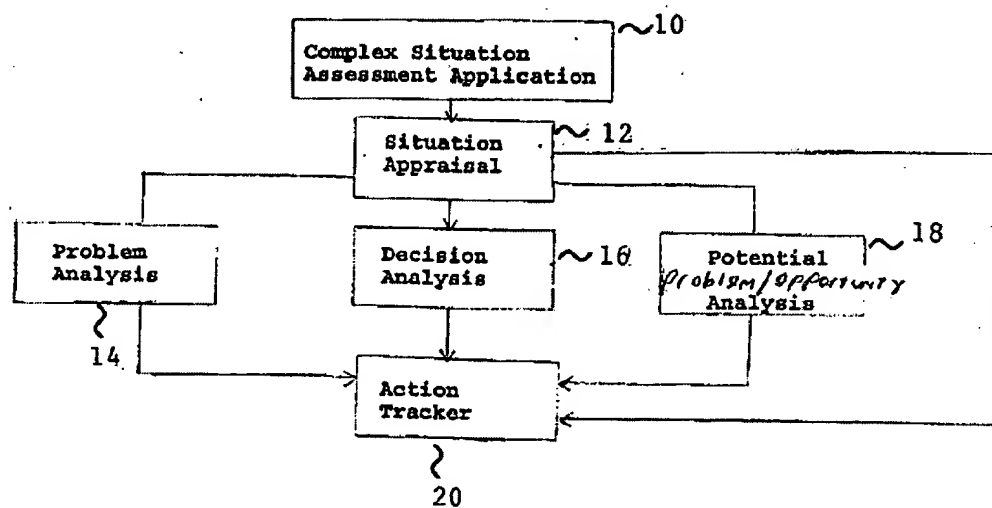 10
Complex Situation
Assessment Application
12
Situation
Appraisal
Problem
Analysis
14
Decision
Analysis
16
18
Potential
Problem/Opportunity
Analysis
Action
Tracker
20